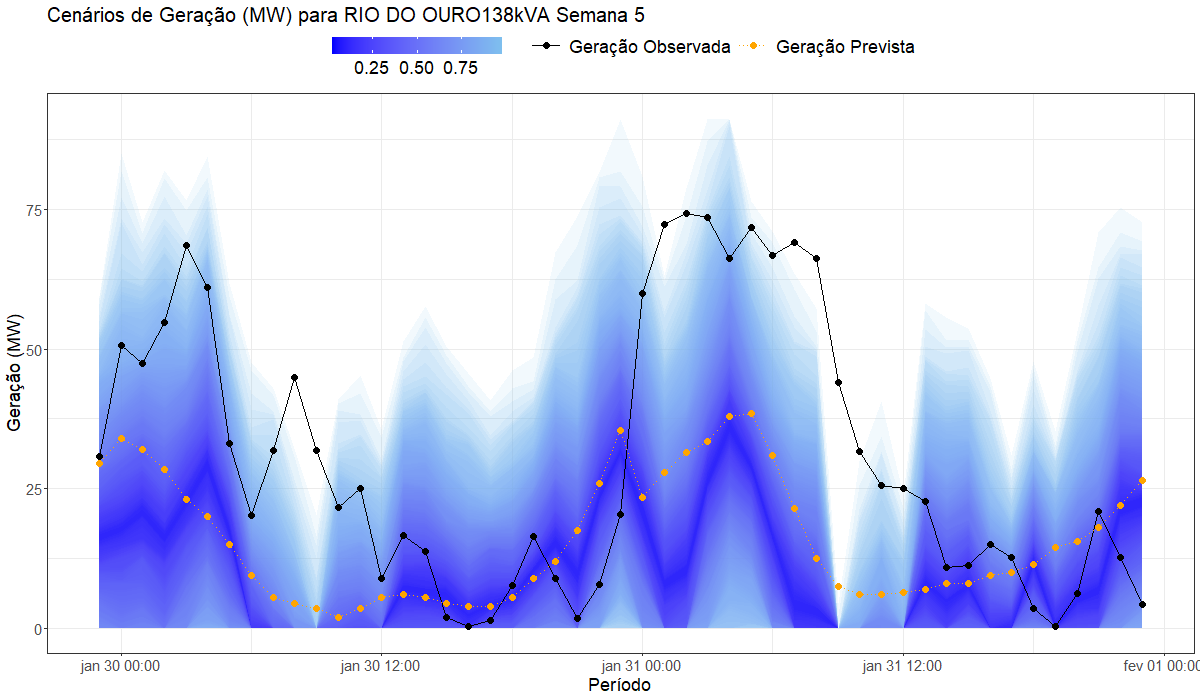 Cenários de Geração (MW) para RIO DO OURO138kVA Semana 5
0.25 0.50 0.75
Geração Observada
Geração Prevista
Geração (MW)
75
50
25
0
jan 30 00:00
jan 30 12:00
jan 31 00:00
jan 31 12:00
fev 01 00:00
Período